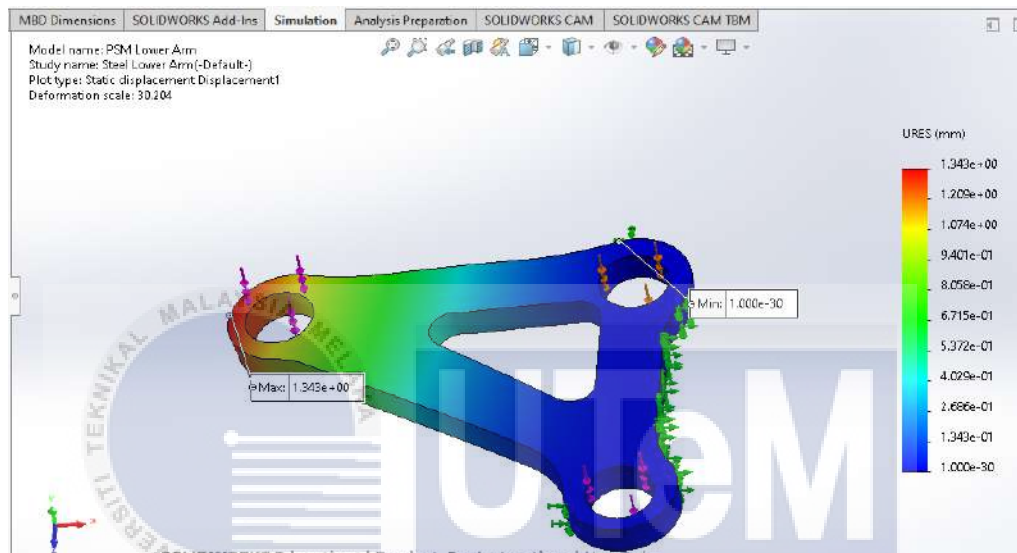 MBD Dimensions SOLIDWORKS Add-Ins Simulation Analysis Preparation SOLIDWORKS CAM SOLIDWORKS CAM TBM
Model name: PSM Lower Arm
Study name: Steel Lower Arm(-Default-)
Plot type: Static displacement Displacement1
Deformation scale: 30.204
URES (mm)
1.343e+00
1.209e+00
1.074e+00
9.401e-01
8.058e-01
6.715e-01
5.372e-01
4.029e-01
2.686e-01
1.343e-01
1.000e-30
Min: 1.000e-30
Max: 1.343e+00
TEKNIKAL MALAYSIA
UTeM